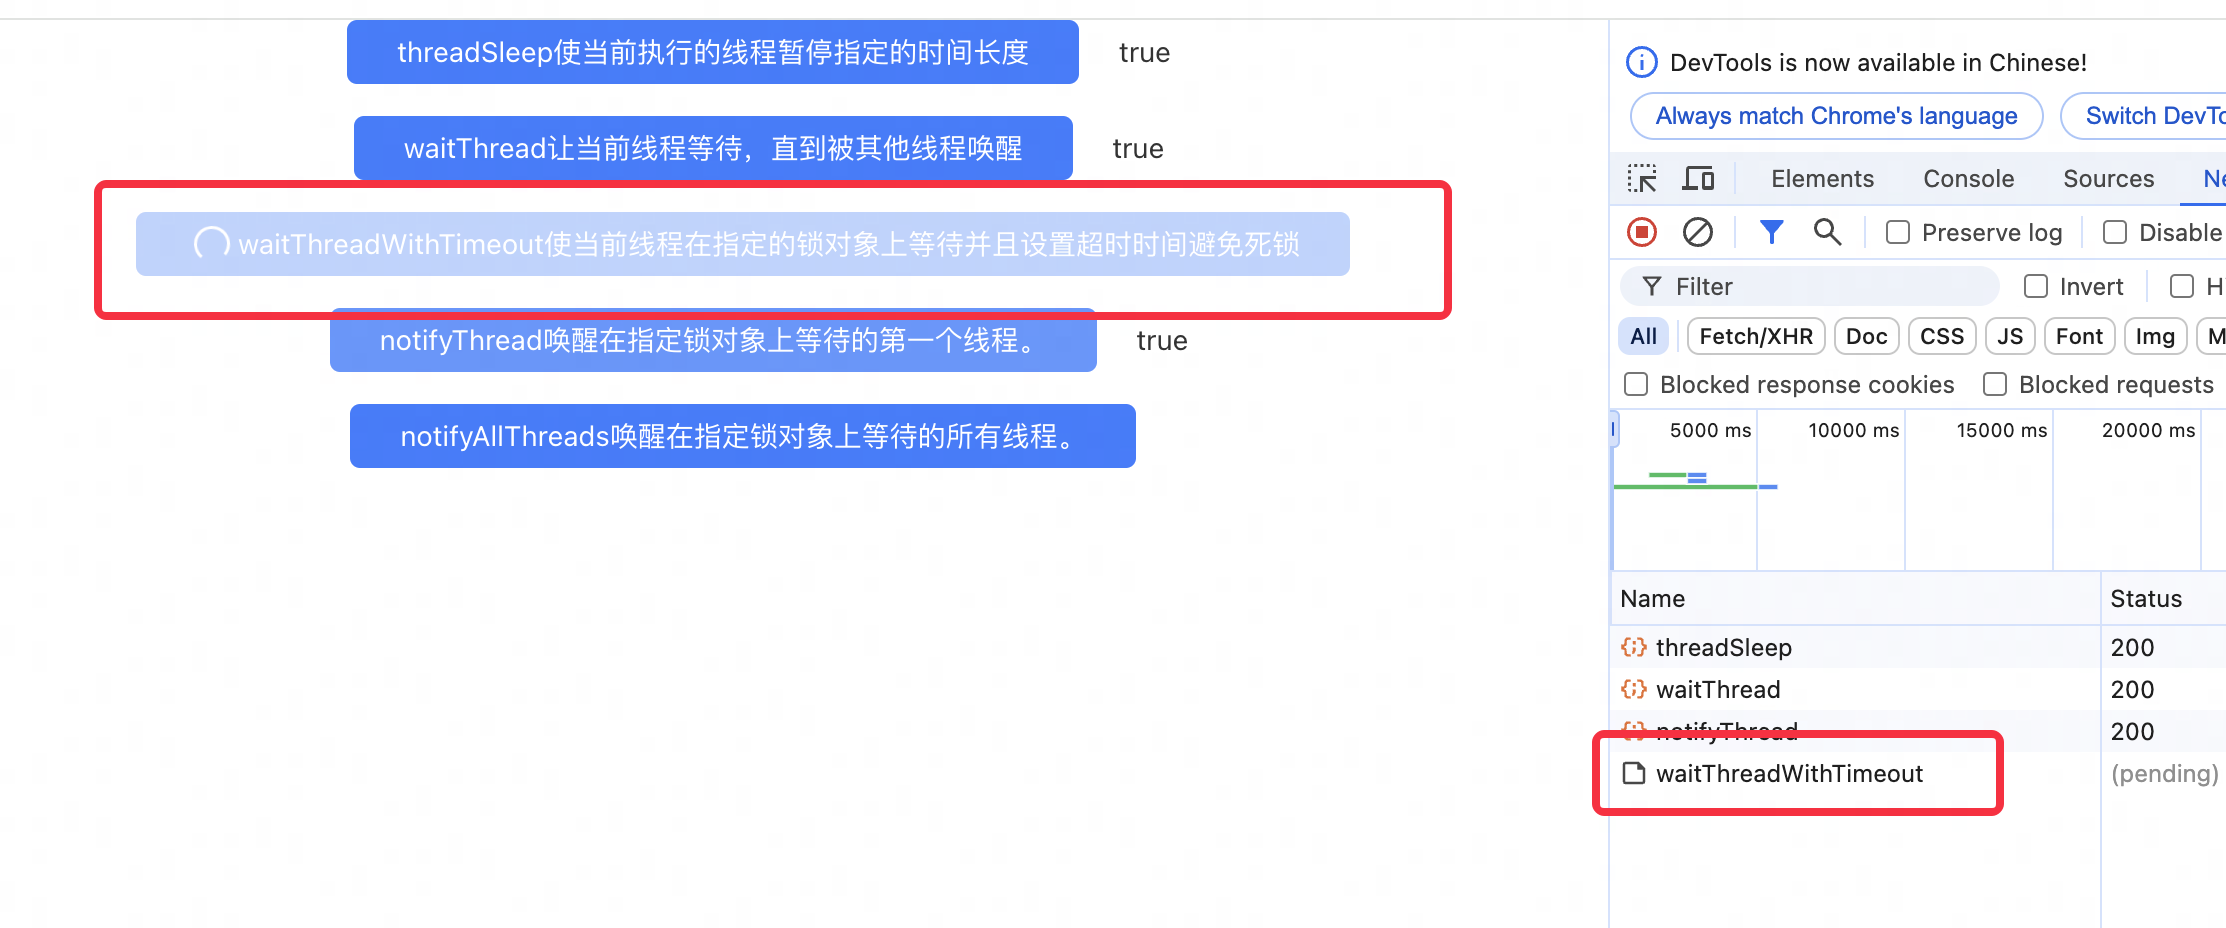 threadSleep使当前执行的线程暂停指定的时间长度 true
waitThread让当前线程等待，直到被其他线程唤醒 true
waitThreadWithTimeout使当前线程在指定的锁对象上等待并且设置超时时间避免死锁
notifyThread唤醒在指定锁对象上等待的第一个线程。 true
notifyAllThreads唤醒在指定锁对象上等待的所有线程。
DevTools is now available in Chinese!
Always match Chrome's language Switch DevTo
Elements Console Sources Ne
Preserve log Disable
Filter Invert H
All Fetch/XHR Doc CSS JS Font Img M
Blocked response cookies Blocked requests
5000 ms 10000 ms 15000 ms 20000 ms
Name Status
threadSleep 200
waitThread 200
notifyThread 200
waitThreadWithTimeout (pending)